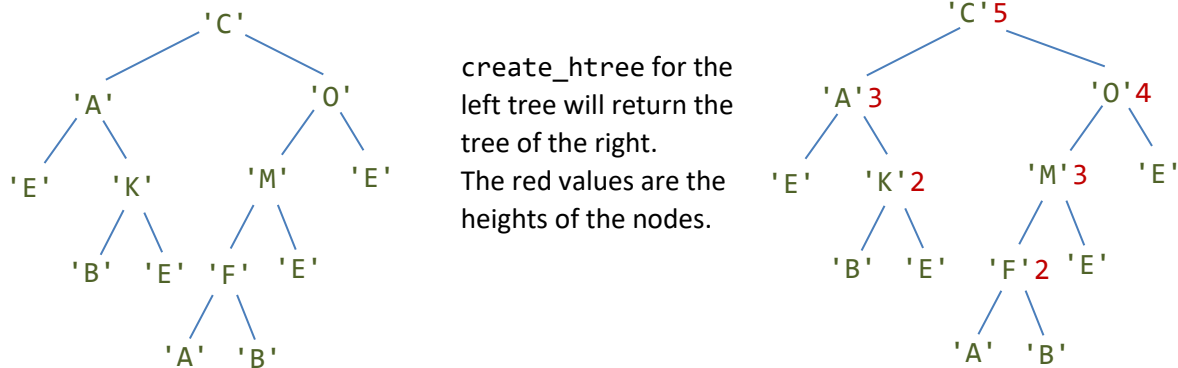 'C'
'A' 'O'
'E' 'K' 'M' 'E'
'B' 'E' 'F' 'E'
'A' 'B'
create_htree for the
left tree will return the
tree of the right.
The red values are the
heights of the nodes.
'C'5
'A'3 'O'4
'E' 'K'2 'M'3 'E'
'B' 'E' 'F'2 'E'
'A' 'B'